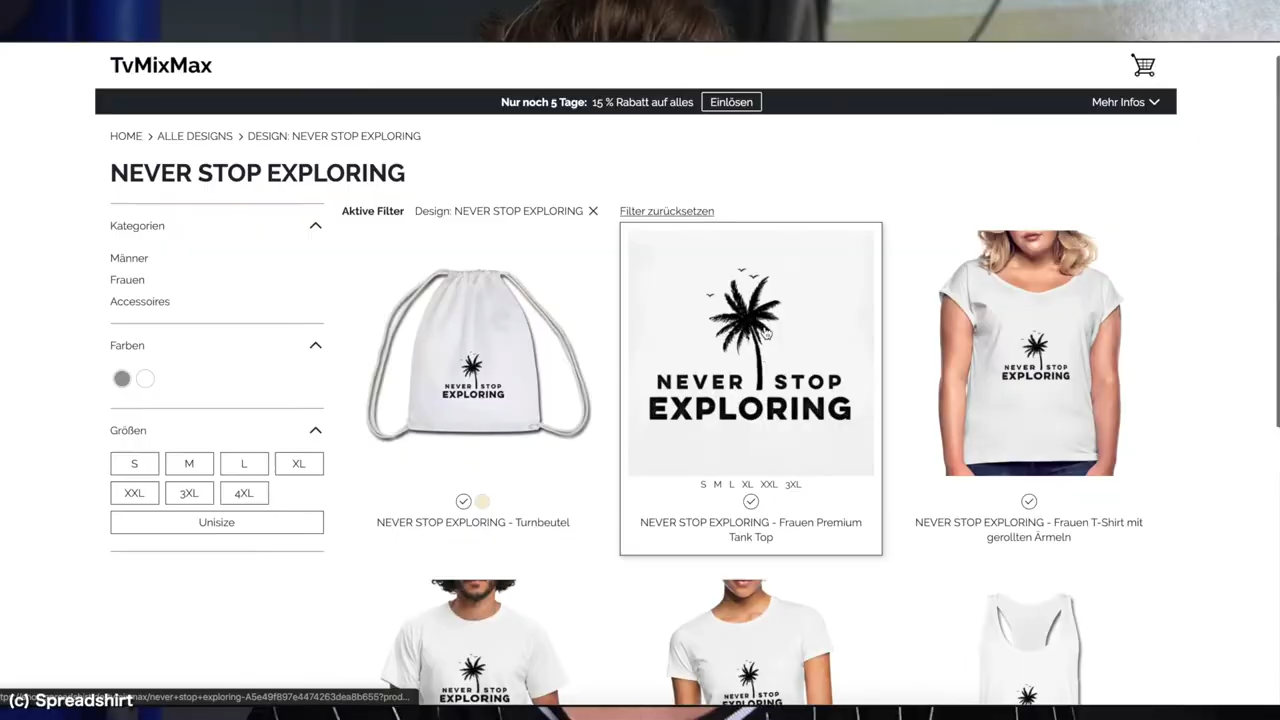 TvMixMax
Nur noch 5 Tage: 15 % Rabatt auf alles Einlösen Mehr Infos
HOME ALLE DESIGNS DESIGN: NEVER STOP EXPLORING
NEVER STOP EXPLORING
Aktive Filter Design: NEVER STOP EXPLORING Filter zurücksetzen
Kategorien
Männer
Frauen
Accessoires
Farben
Größen
S M L XL
XXL 3XL 4XL
Unisize
NEVER STOP
EXPLORING
NEVER STOP EXPLORING - Turnbeutel
NEVER STOP
EXPLORING
S M L XL XXL 3XL
NEVER STOP EXPLORING - Frauen Premium
Tank Top
NEVER STOP
EXPLORING
NEVER STOP EXPLORING - Frauen T-Shirt mit
gerollten Ärmeln
NEVER STOP
EXPLORING
NEVER STOP
EXPLORING
(c) Spreadshirt